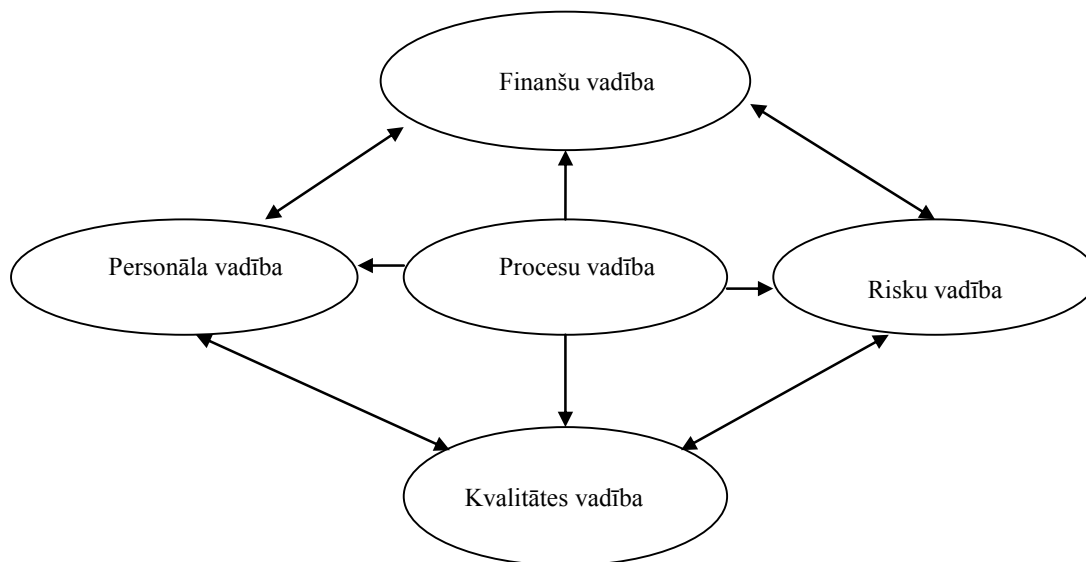 Finanšu vadība
Personāla vadība
Procesu vadība
Risku vadība
Kvalitātes vadība